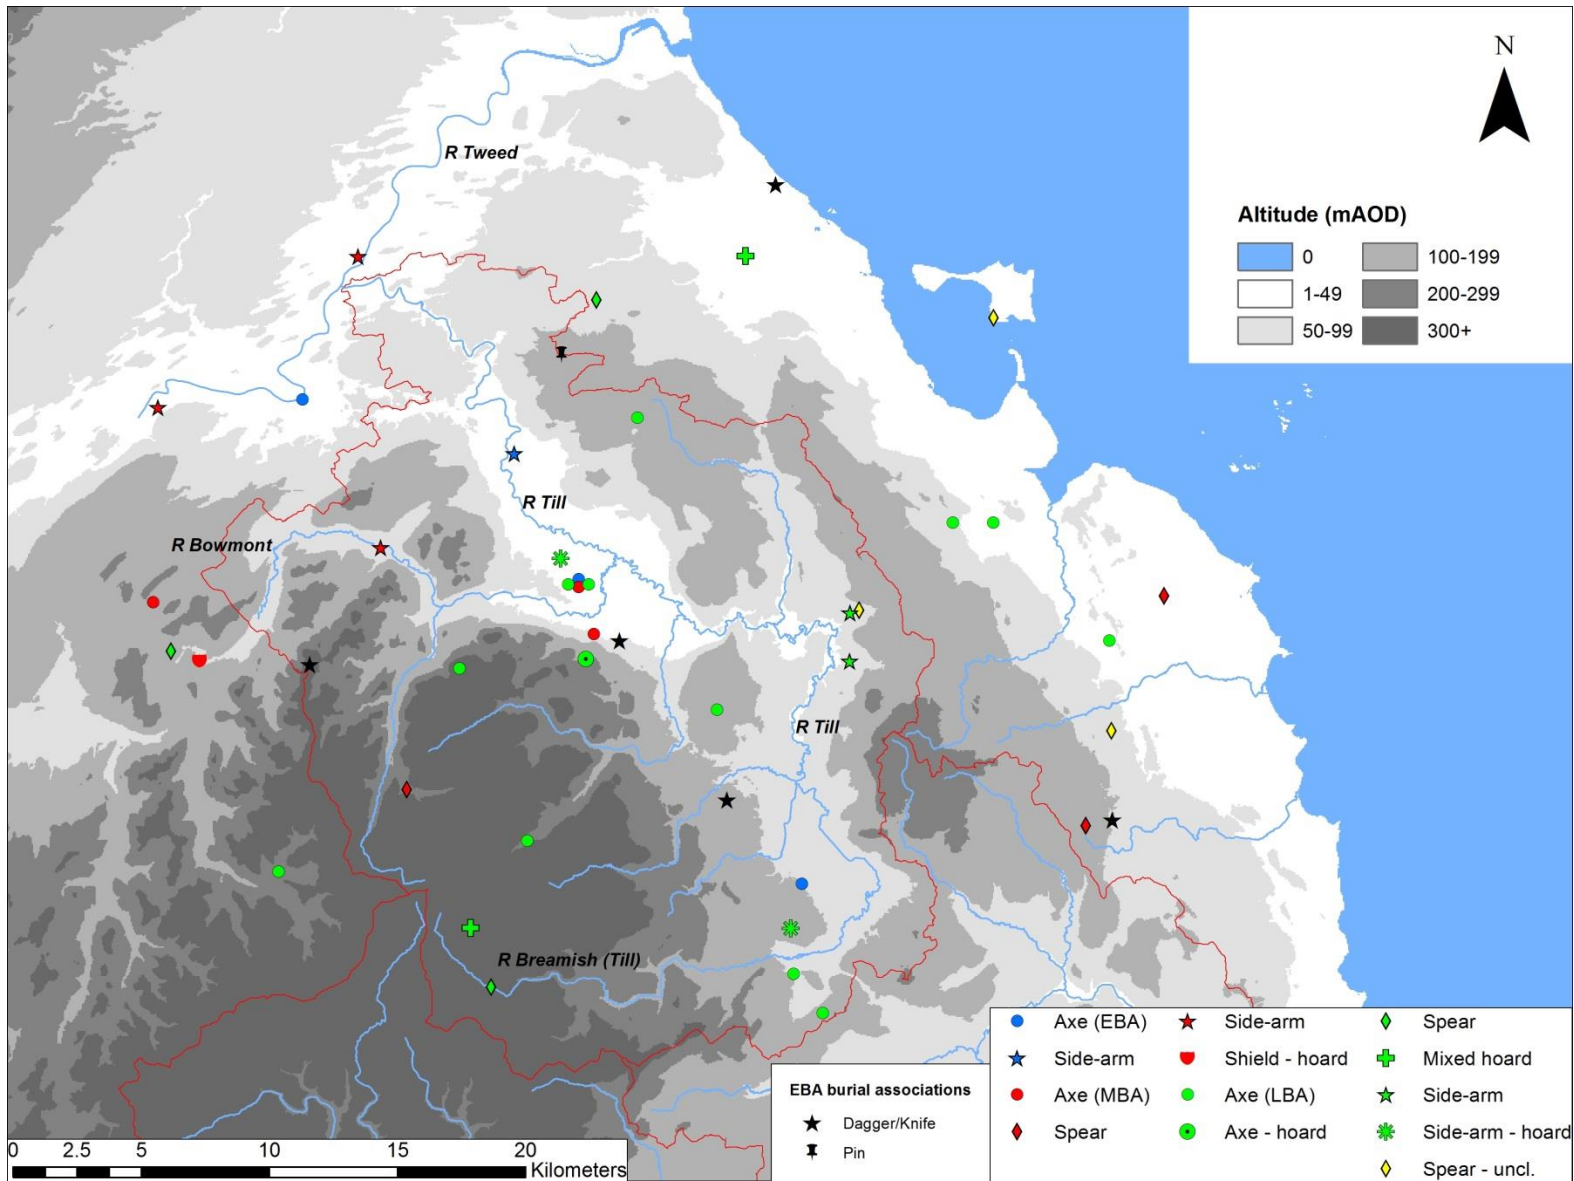 N
R Tweed
Altitude (mAOD)
0
100-199
1-49
200-299
50-99
300+
R Till
R Bowmont
R Till
R Breamish (Till)
EBA burial associations
Dagger/Knife
Pin
Axe (EBA)
Side-arm
Spear
Side-arm
Shield - hoard
Mixed hoard
Axe (MBA)
Axe (LBA)
Side-arm
Spear
Axe - hoard
Side-arm - hoard
Spear - uncl.
0 2.5 5 10 15 20
Kilometers